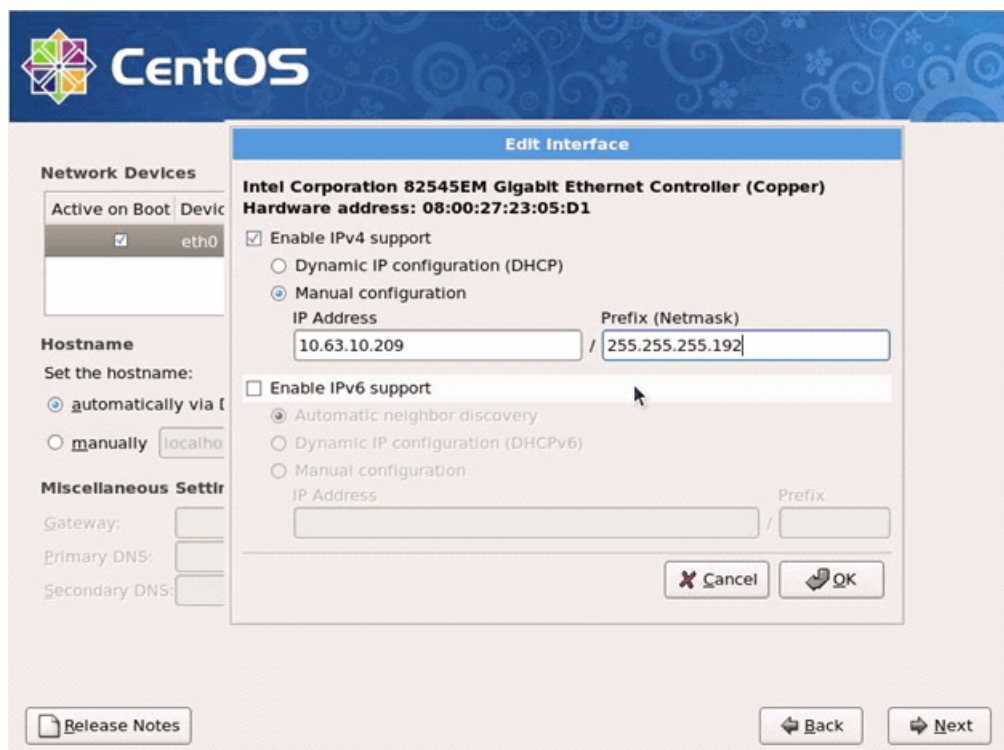 CentOS
Edit Interface
Network Devices
Active on Boot
eth0
Intel Corporation 82545EM Gigabit Ethernet Controller (Copper)
Hardware address: 08:00:27:23:05:D1
Enable IPv4 support
Dynamic IP configuration (DHCP)
Manual configuration
IP Address
Prefix (Netmask)
10.63.10.209 / 255.255.255.192
Enable IPv6 support
Automatic neighbor discovery
Dynamic IP configuration (DHCPv6)
Manual configuration
IP Address
Prefix
/
Cancel
OK
Hostname
Set the hostname:
automatically via
manually
Miscellaneous
Gateway:
Primary DNS:
Secondary DNS:
Release Notes
Back
Next